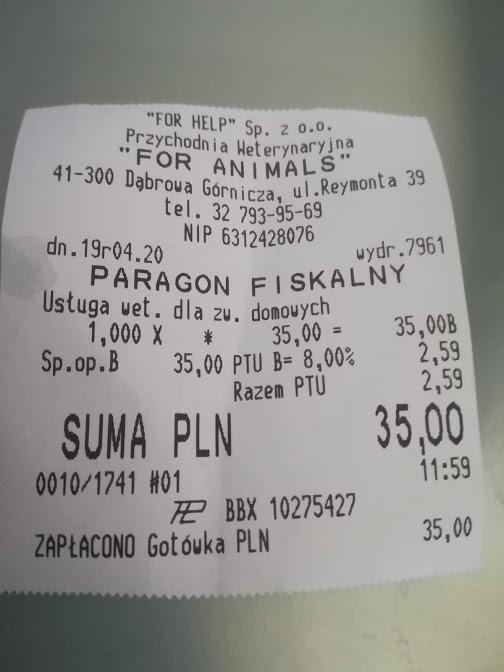 "FOR HELP" Sp. z o.o.
Przychodnia Weterynaryjna
"FOR ANIMALS"
41-300 Dąbrowa Górnicza, ul.Reymonta 39
tel. 32 793-95-69
NIP 6312428076
dn.19r04.20 wydr.7961
PARAGON FISKALNY
Usługa wet. dla zw. domowych
1,000 X * 35,00 = 35,00B
Sp.op.B 35,00 PTU B= 8,00% 2,59
Razem PTU 2,59
SUMA PLN 35,00
0010/1741 #01 11:59
BBX 10275427
ZAPŁACONO Gotówka PLN 35,00